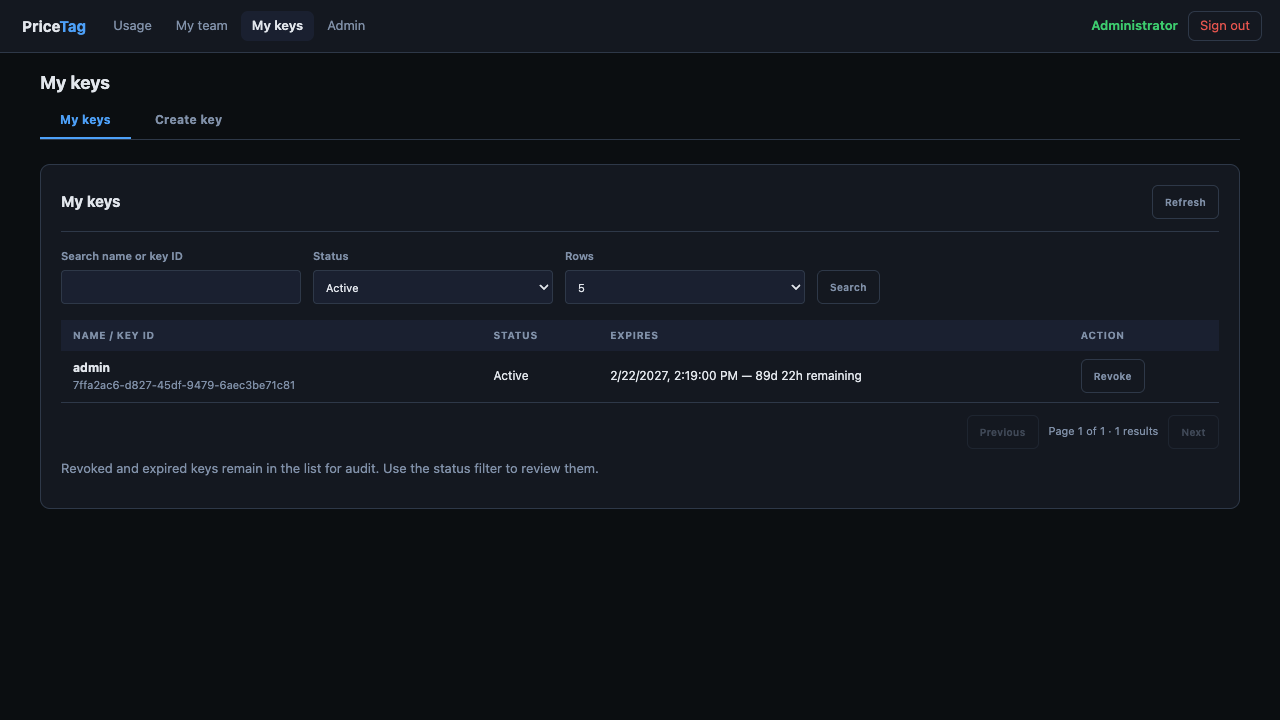 PriceTag Usage My team My keys Admin Administrator Sign out
My keys
My keys Create key
My keys Refresh
Search name or key ID Status Rows
Active 5 Search
NAME / KEY ID STATUS EXPIRES ACTION
admin
7ffa2ac6-d827-45df-9479-6aec3be71c81 Active 2/22/2027, 2:19:00 PM — 89d 22h remaining Revoke
Previous Page 1 of 1 · 1 results Next
Revoked and expired keys remain in the list for audit. Use the status filter to review them.